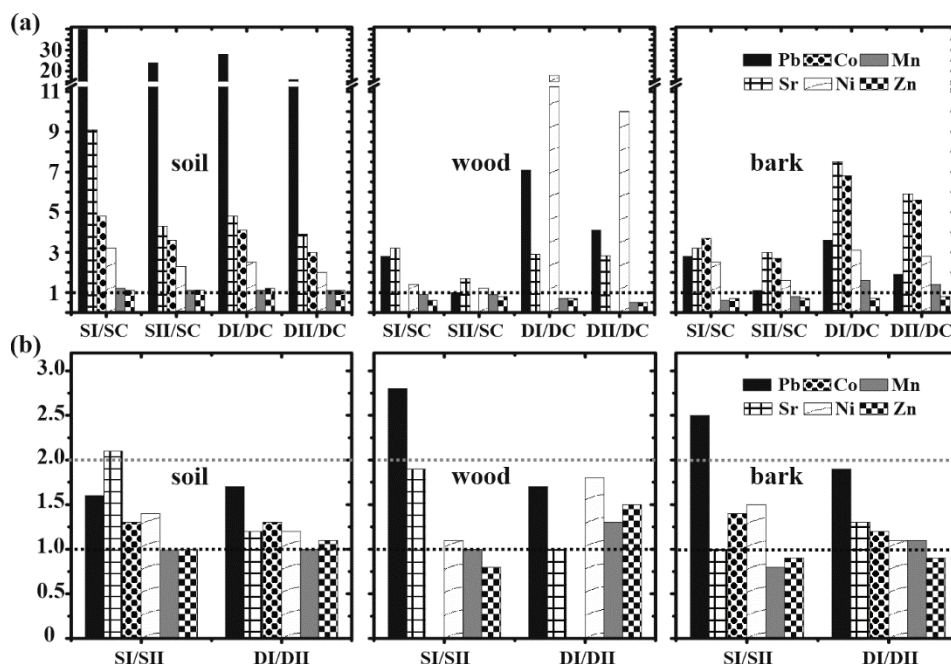 (a)
30
20
11
9
7
5
3
1
soil
wood
bark
Pb Co Mn
Sr Ni Zn
SI/SC SII/SC DI/DC DII/DC
SI/SC SII/SC DI/DC DII/DC
SI/SC SII/SC DI/DC DII/DC
(b)
3.0
2.5
2.0
1.5
1.0
0.5
0
soil
wood
bark
Pb Co Mn
Sr Ni Zn
SI/SII DI/DII
SI/SII DI/DII
SI/SII DI/DII